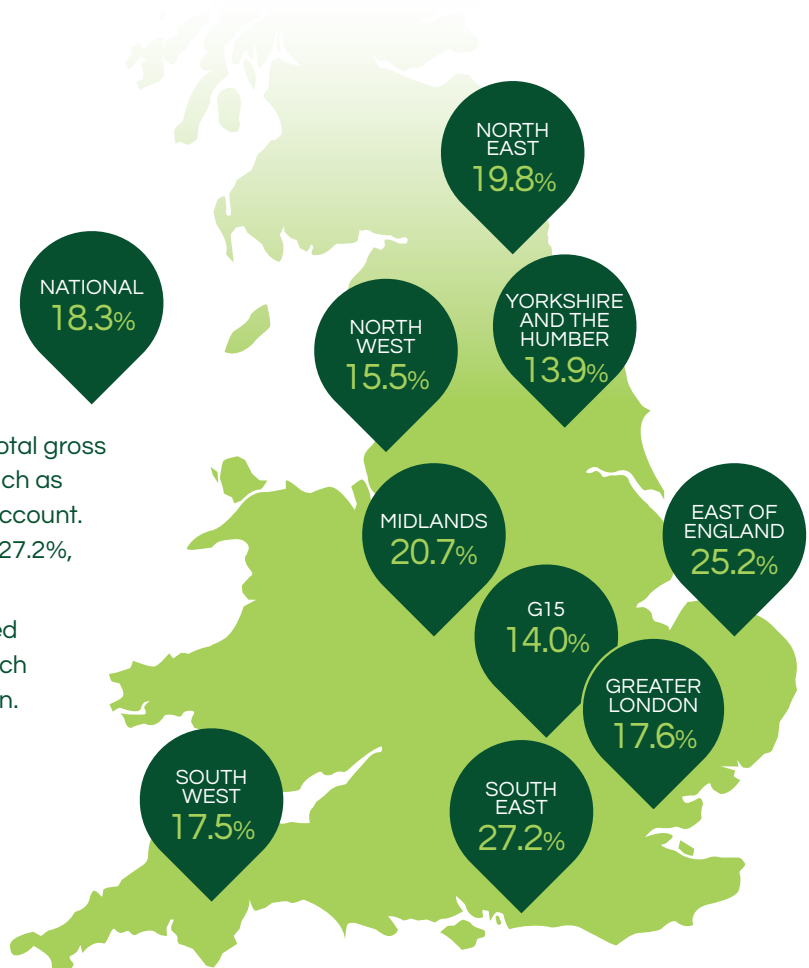 NORTH
EAST
19.8%
NATIONAL
18.3%
YORKSHIRE
AND THE
HUMBER
13.9%
NORTH
WEST
15.5%
otal gross
ch as
ccount.
27.2%,
ed
ch
n.
MIDLANDS
20.7%
EAST OF
ENGLAND
25.2%
G15
14.0%
GREATER
LONDON
17.6%
SOUTH
WEST
17.5%
SOUTH
EAST
27.2%